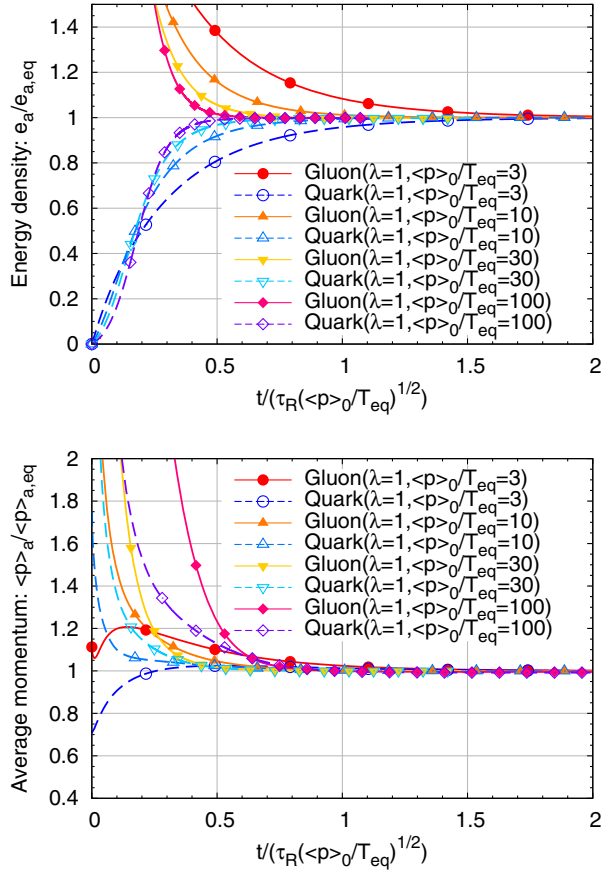 Energy density: e_a/e_a,eq
1.4
1.2
1
0.8
0.6
0.4
0.2
0
Gluon(λ=1,<p>_0/T_eq=3)
Quark(λ=1,<p>_0/T_eq=3)
Gluon(λ=1,<p>_0/T_eq=10)
Quark(λ=1,<p>_0/T_eq=10)
Gluon(λ=1,<p>_0/T_eq=30)
Quark(λ=1,<p>_0/T_eq=30)
Gluon(λ=1,<p>_0/T_eq=100)
Quark(λ=1,<p>_0/T_eq=100)
0 0.5 1 1.5 2
t/(τ_R(<p>_0/T_eq)^1/2)
Average momentum: <p>_a/<p>_a,eq
2
1.8
1.6
1.4
1.2
1
0.8
0.6
0.4
Gluon(λ=1,<p>_0/T_eq=3)
Quark(λ=1,<p>_0/T_eq=3)
Gluon(λ=1,<p>_0/T_eq=10)
Quark(λ=1,<p>_0/T_eq=10)
Gluon(λ=1,<p>_0/T_eq=30)
Quark(λ=1,<p>_0/T_eq=30)
Gluon(λ=1,<p>_0/T_eq=100)
Quark(λ=1,<p>_0/T_eq=100)
0 0.5 1 1.5 2
t/(τ_R(<p>_0/T_eq)^1/2)